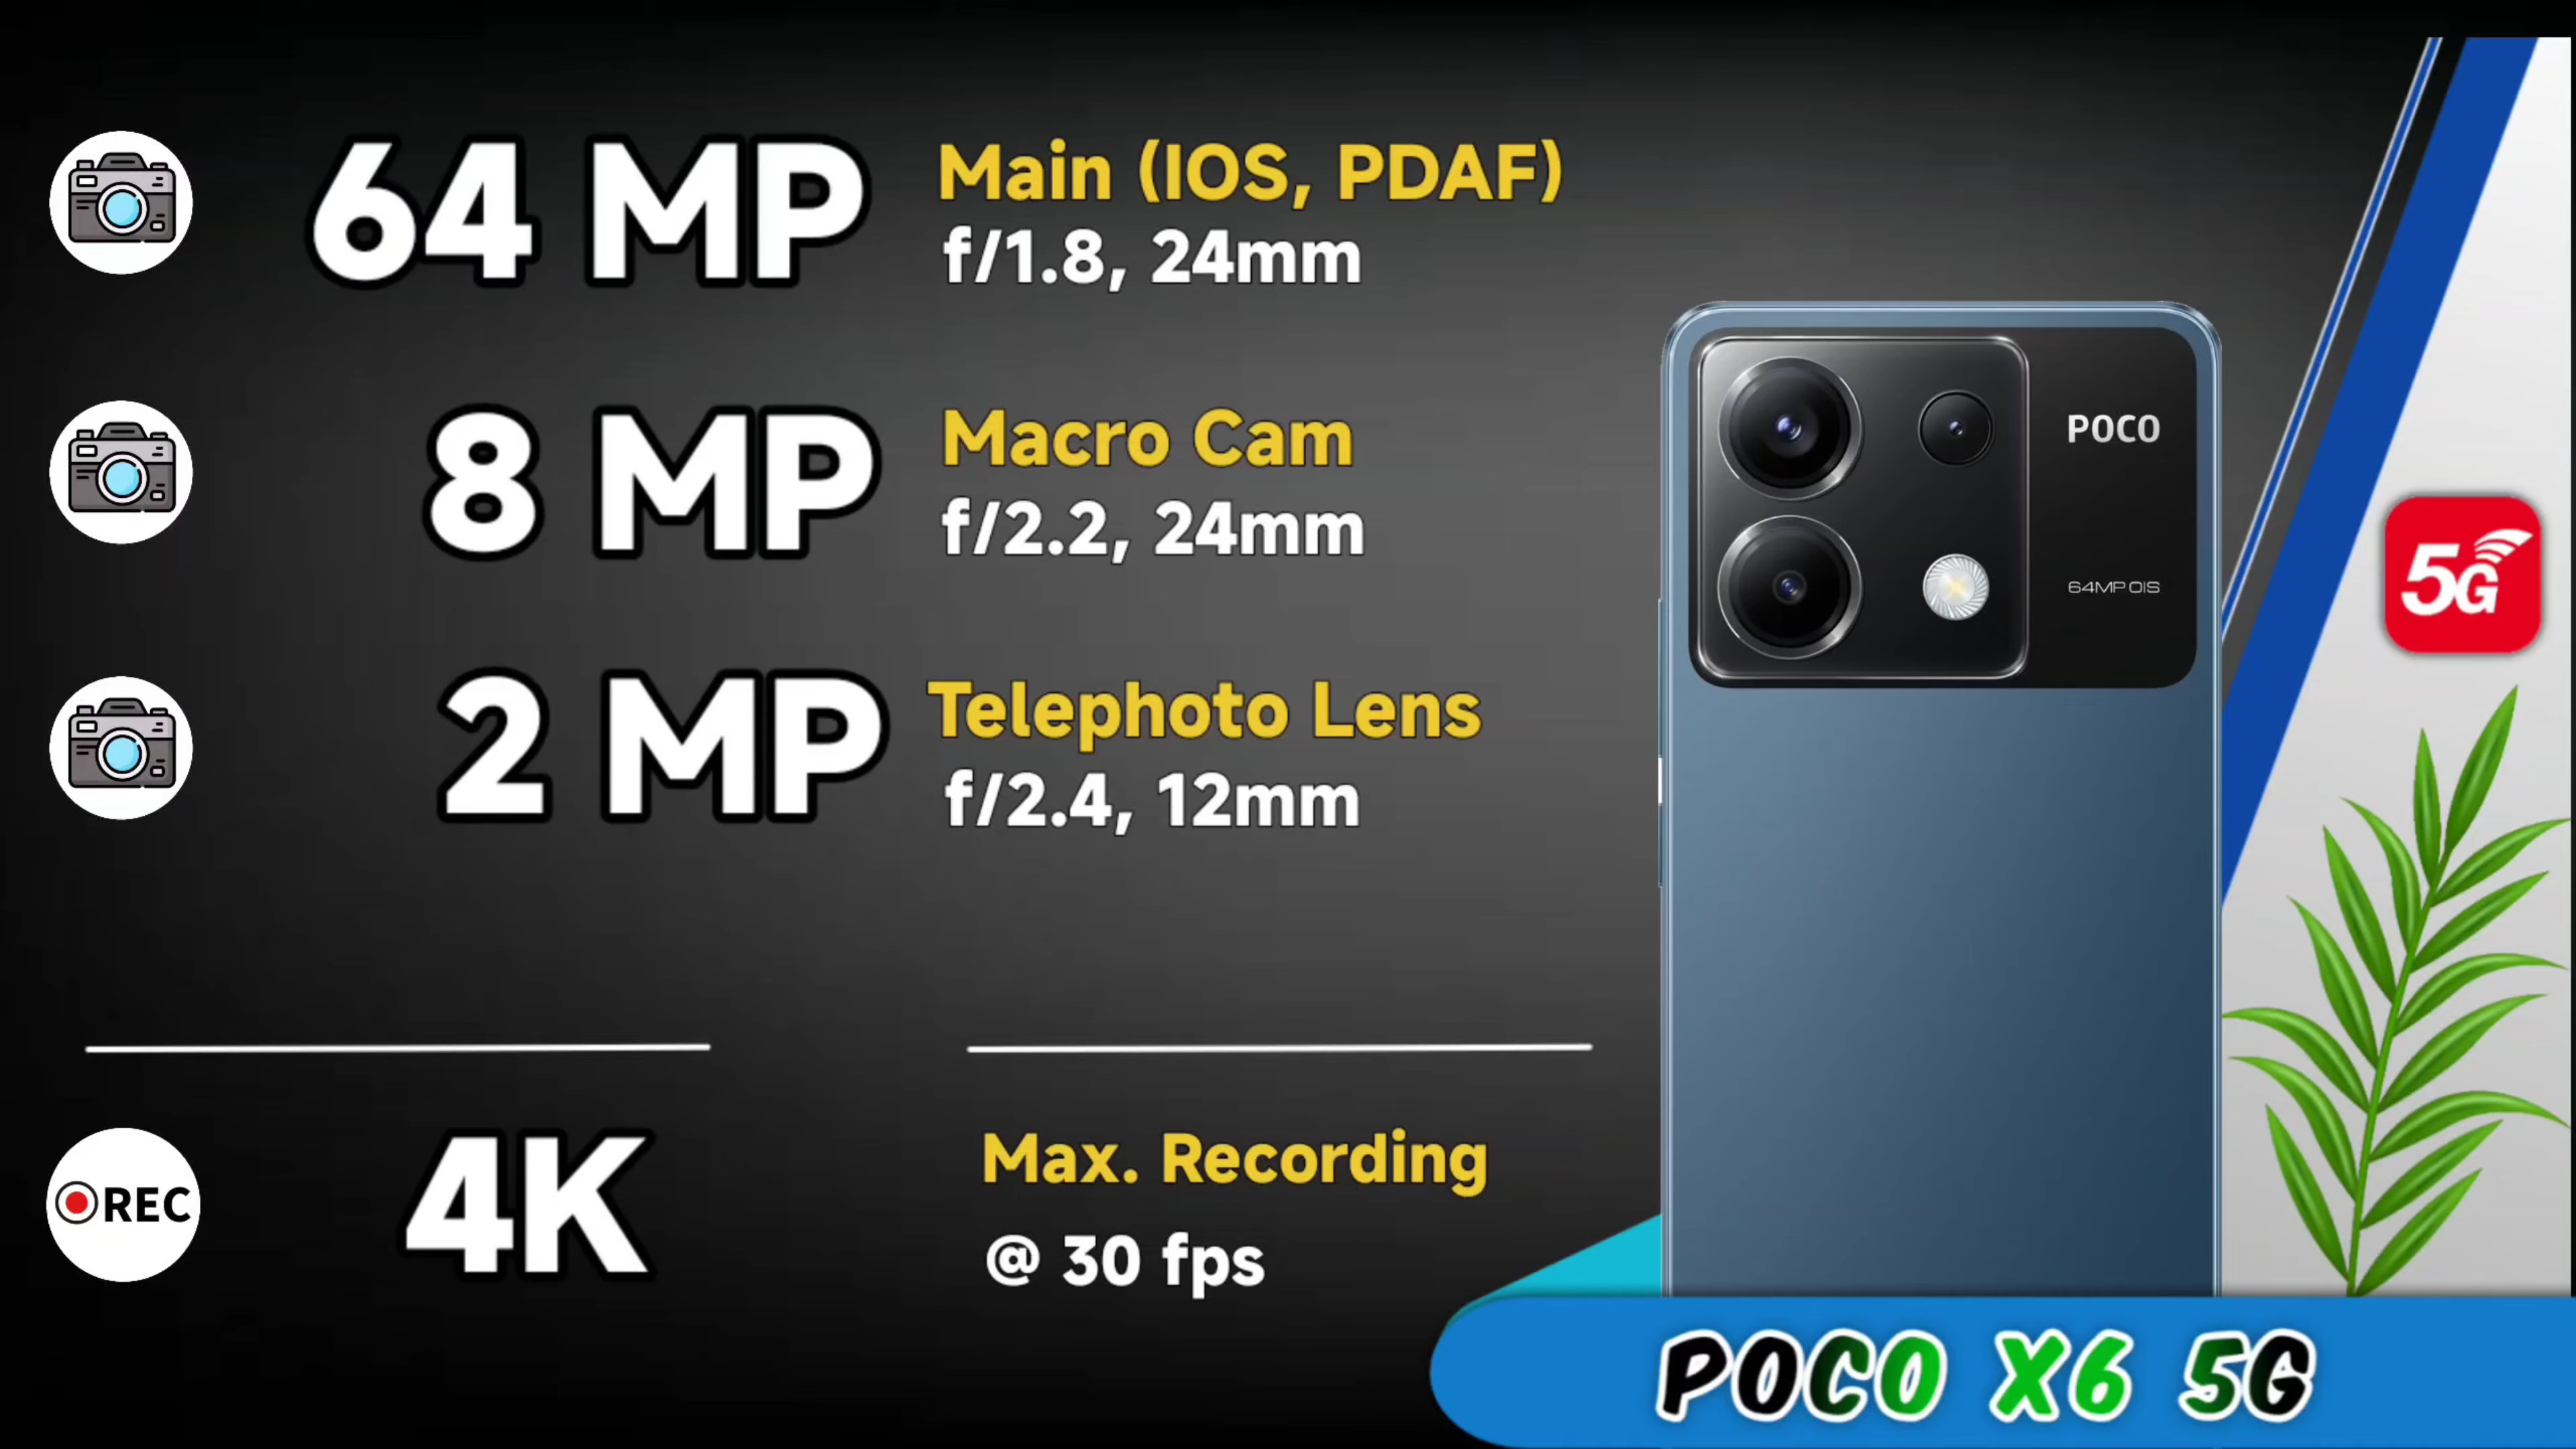 64 MP
Main (IOS, PDAF)
f/1.8, 24mm
8 MP
Macro Cam
f/2.2, 24mm
2 MP
Telephoto Lens
f/2.4, 12mm
REC
4K
Max. Recording
@ 30 fps
POCO
64MP OIS
5G
POCO X6 5G